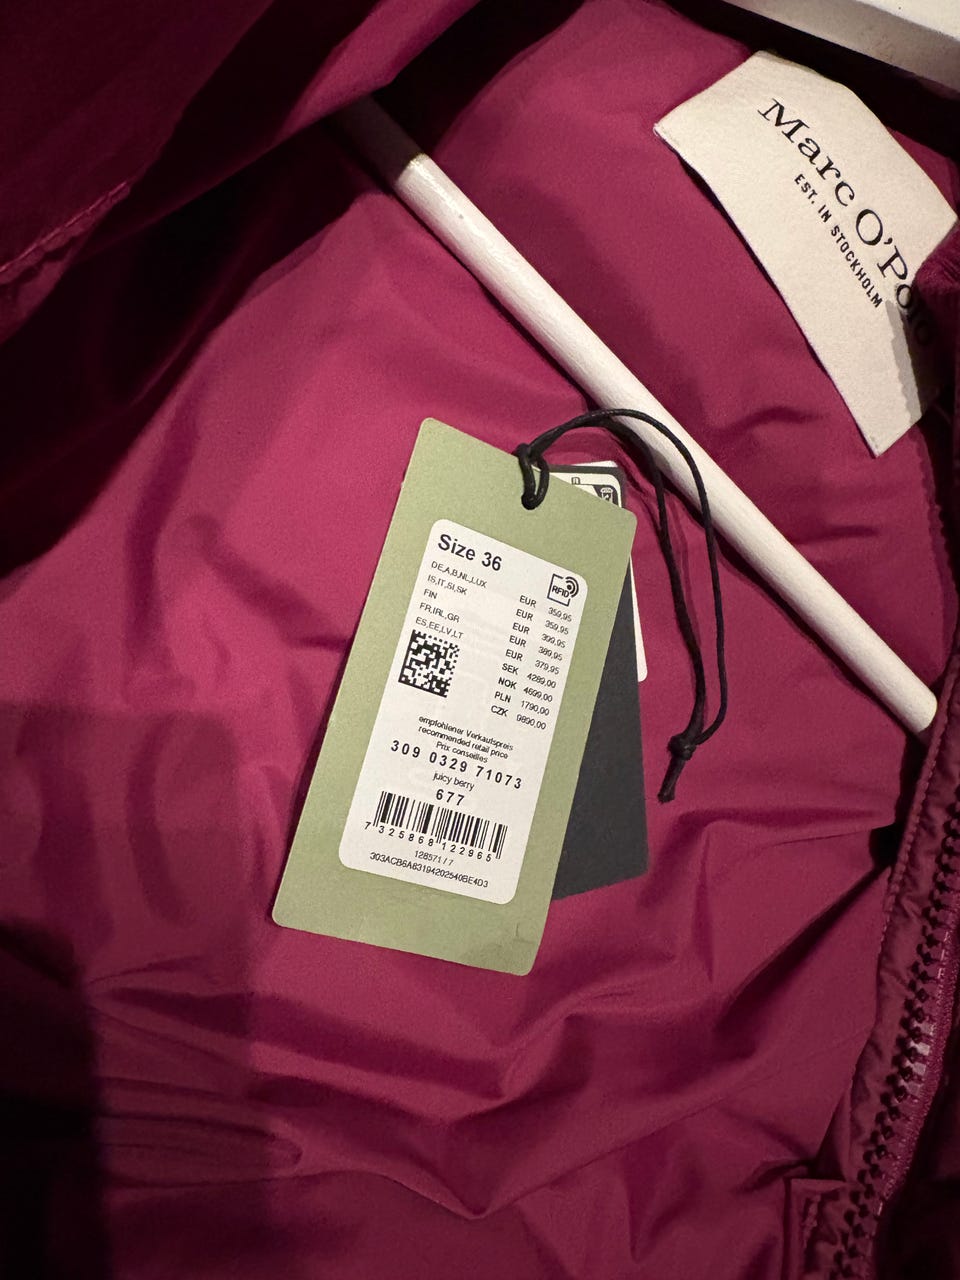 Marc O'Polo
EST. IN STOCKHOLM
Size 36
RFID
DE,A,B,NL,LUX EUR 359,95
IS,IT,SI,SK EUR 359,95
FIN EUR 399,95
FR,IRL,GR EUR 389,95
ES,EE,LV,LT EUR 379,95
SEK 4289,00
NOK 4699,00
PLN 1790,00
CZK 9890,00
empfohlener Verkaufspreis
recommended retail price
Prix conseilles
309 0329 71073
juicy berry
677
7 325868 122965
128571 / 7
303ACB6A63194202540BE4D3